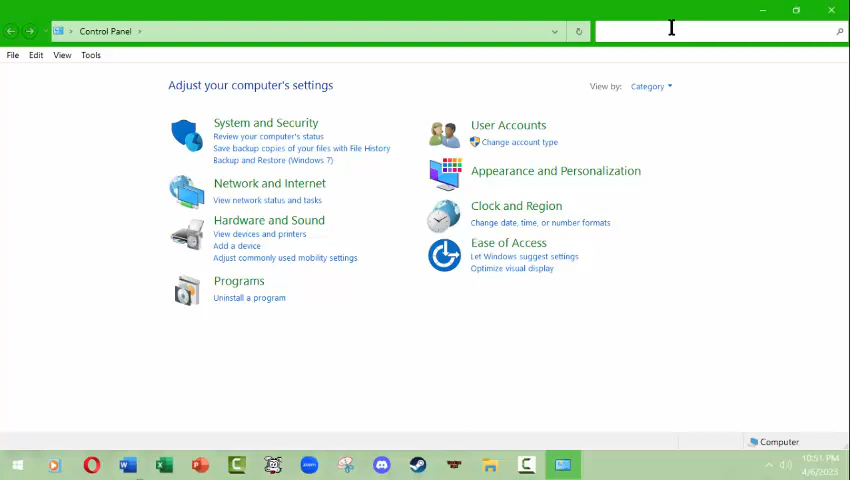 Control Panel
File Edit View Tools
Adjust your computer's settings
View by: Category
System and Security
Review your computer's status
Save backup copies of your files with File History
Backup and Restore (Windows 7)
Network and Internet
View network status and tasks
Hardware and Sound
View devices and printers
Add a device
Adjust commonly used mobility settings
Programs
Uninstall a program
User Accounts
Change account type
Appearance and Personalization
Clock and Region
Change date, time, or number formats
Ease of Access
Let Windows suggest settings
Optimize visual display
Computer
zoom
10:51 PM
4/6/2023